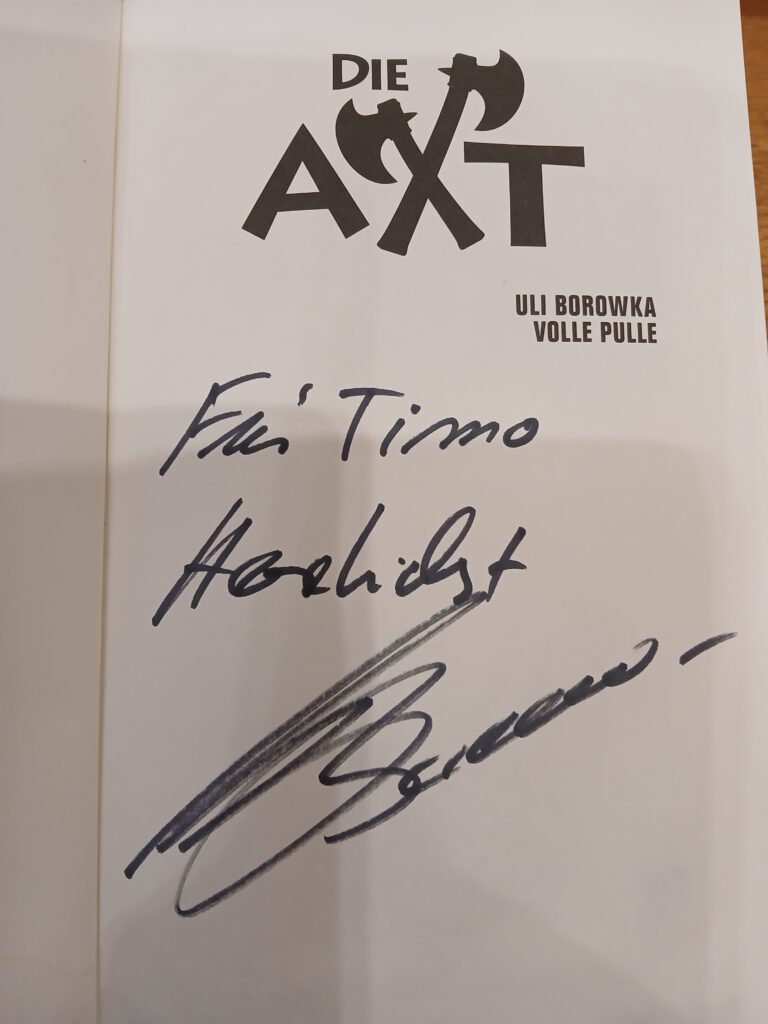 DIE
AXT
ULI BOROWKA
VOLLE PULLE
Für Timo
Herzlichst